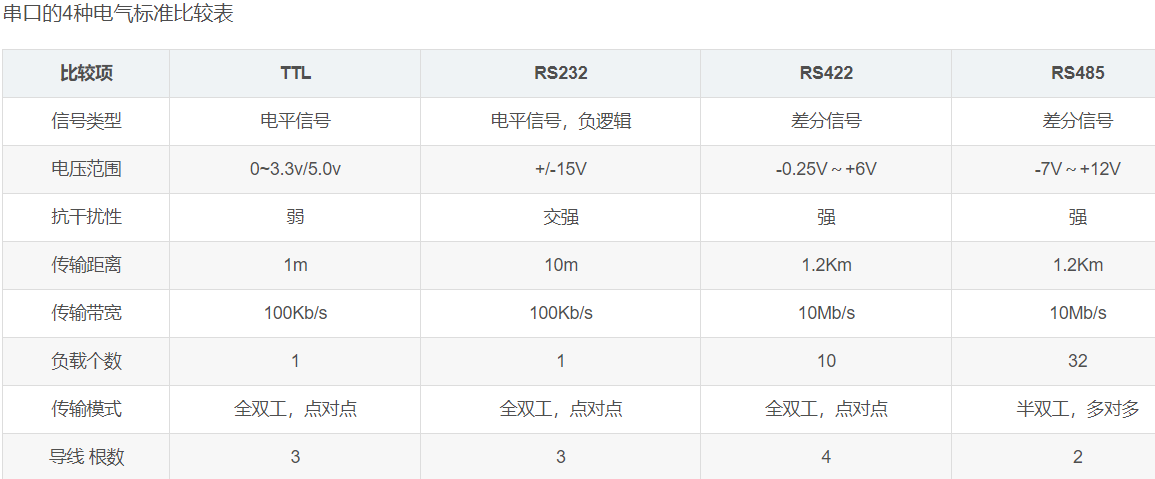 串口的4种电气标准比较表
比较项 TTL RS232 RS422 RS485
信号类型 电平信号 电平信号，负逻辑 差分信号 差分信号
电压范围 0~3.3v/5.0v +/-15V -0.25V ~ +6V -7V ~ +12V
抗干扰性 弱 交强 强 强
传输距离 1m 10m 1.2Km 1.2Km
传输带宽 100Kb/s 100Kb/s 10Mb/s 10Mb/s
负载个数 1 1 10 32
传输模式 全双工，点对点 全双工，点对点 全双工，点对点 半双工，多对多
导线 根数 3 3 4 2